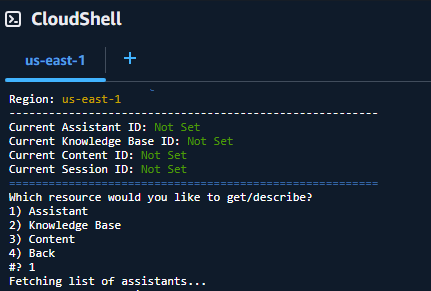 CloudShell
us-east-1 +
Region: us-east-1
--------------------------------------------------------
Current Assistant ID: Not Set
Current Knowledge Base ID: Not Set
Current Content ID: Not Set
Current Session ID: Not Set
========================================================
Which resource would you like to get/describe?
1) Assistant
2) Knowledge Base
3) Content
4) Back
#? 1
Fetching list of assistants...